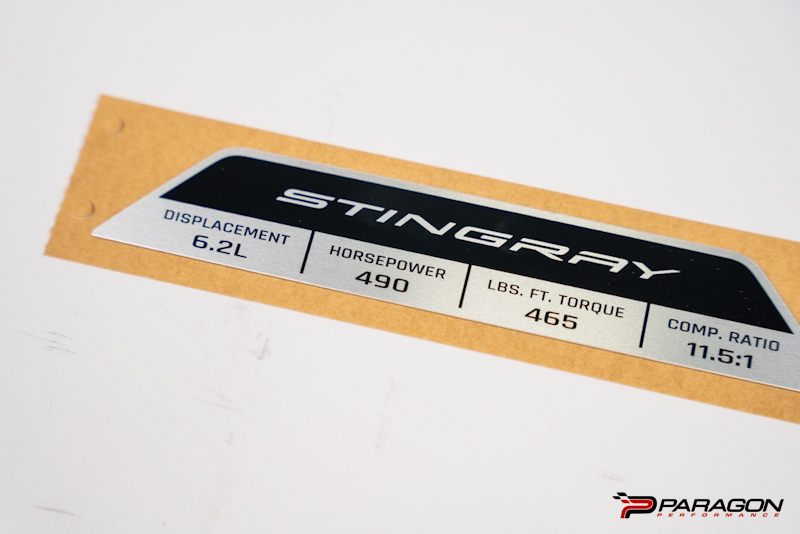 STINGRAY
DISPLACEMENT
6.2L
HORSEPOWER
490
LBS. FT. TORQUE
465
COMP. RATIO
11.5:1
PARAGON
PERFORMANCE